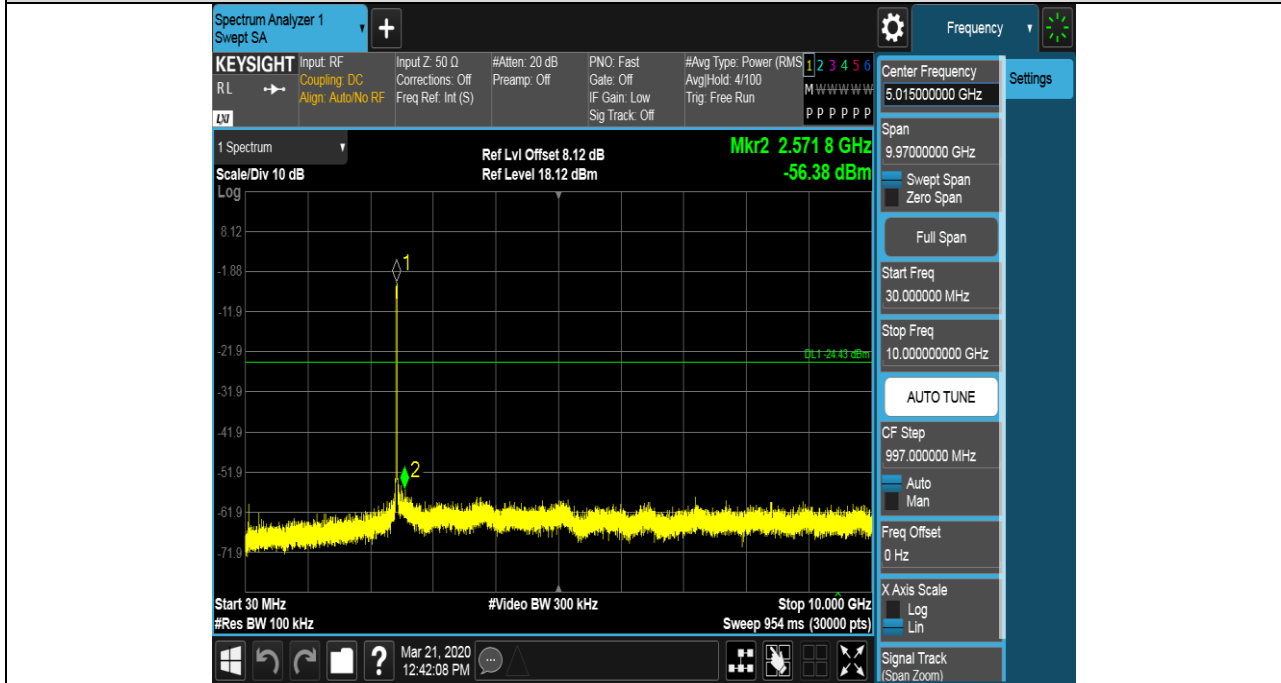 Spectrum Analyzer 1
Swept SA
+
Frequency
KEYSIGHT
RL
LXI
Input: RF
Coupling: DC
Align: Auto/No RF
Input Z: 50 Ω
Corrections: Off
Freq Ref: Int (S)
#Atten: 20 dB
Preamp: Off
PNO: Fast
Gate: Off
IF Gain: Low
Sig Track: Off
#Avg Type: Power (RMS
Avg|Hold: 4/100
Trig: Free Run
1 2 3 4 5 6
M W W W W W
P P P P P P
1 Spectrum
Scale/Div 10 dB
Ref Lvl Offset 8.12 dB
Ref Level 18.12 dBm
Mkr2 2.571 8 GHz
-56.38 dBm
Log
8.12
-1.88
-11.9
-21.9
-31.9
-41.9
-51.9
-61.9
-71.9
1
2
DL1 -24.43 dBm
Start 30 MHz
#Res BW 100 kHz
#Video BW 300 kHz
Stop 10.000 GHz
Sweep 954 ms (30000 pts)
Mar 21, 2020
12:42:08 PM
?
Center Frequency
5.015000000 GHz
Settings
Span
9.97000000 GHz
Swept Span
Zero Span
Full Span
Start Freq
30.000000 MHz
Stop Freq
10.000000000 GHz
AUTO TUNE
CF Step
997.000000 MHz
Auto
Man
Freq Offset
0 Hz
X Axis Scale
Log
Lin
Signal Track
(Span Zoom)